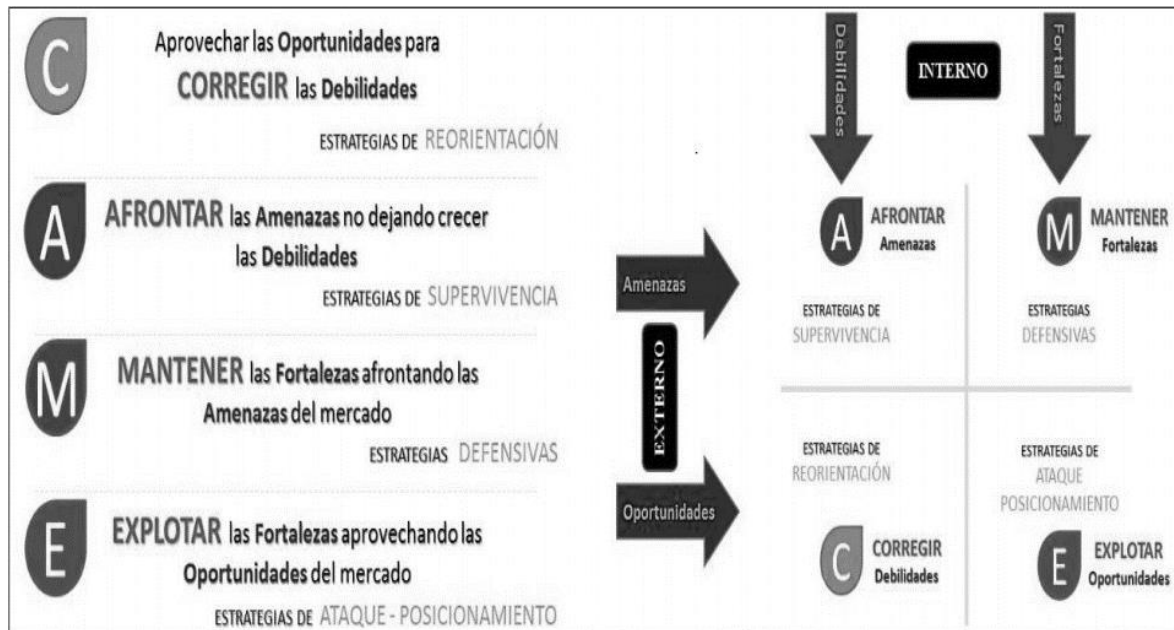 C
Aprovechar las Oportunidades para
CORREGIR las Debilidades
ESTRATEGIAS DE REORIENTACIÓN
A
AFRONTAR las Amenazas no dejando crecer
las Debilidades
ESTRATEGIAS DE SUPERVIVENCIA
M
MANTENER las Fortalezas afrontando las
Amenazas del mercado
ESTRATEGIAS DEFENSIVAS
E
EXPLOTAR las Fortalezas aprovechando las
Oportunidades del mercado
ESTRATEGIAS DE ATAQUE - POSICIONAMIENTO
Debilidades
INTERNO
Fortalezas
Amenazas
EXTERNO
Oportunidades
A
AFRONTAR
Amenazas
ESTRATEGIAS DE
SUPERVIVENCIA
M
MANTENER
Fortalezas
ESTRATEGIAS
DEFENSIVAS
ESTRATEGIAS DE
REORIENTACIÓN
C
CORREGIR
Debilidades
ESTRATEGIAS DE
ATAQUE
POSICIONAMIENTO
E
EXPLOTAR
Oportunidades